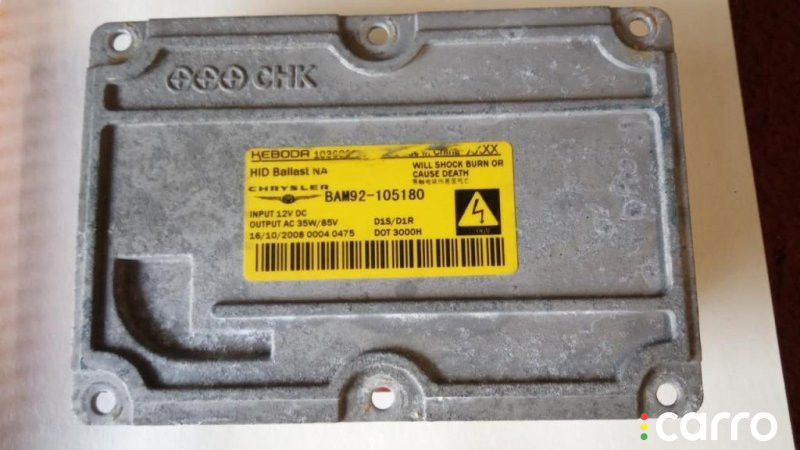 CHK
KEBODA
HID Ballast NA
WILL SHOCK BURN OR
CAUSE DEATH
CHRYSLER
BAM92-105180
INPUT 12V DC
OUTPUT AC 35W/85V
D1S/D1R
16/10/2008 0004 0475
DOT 3000H
carro